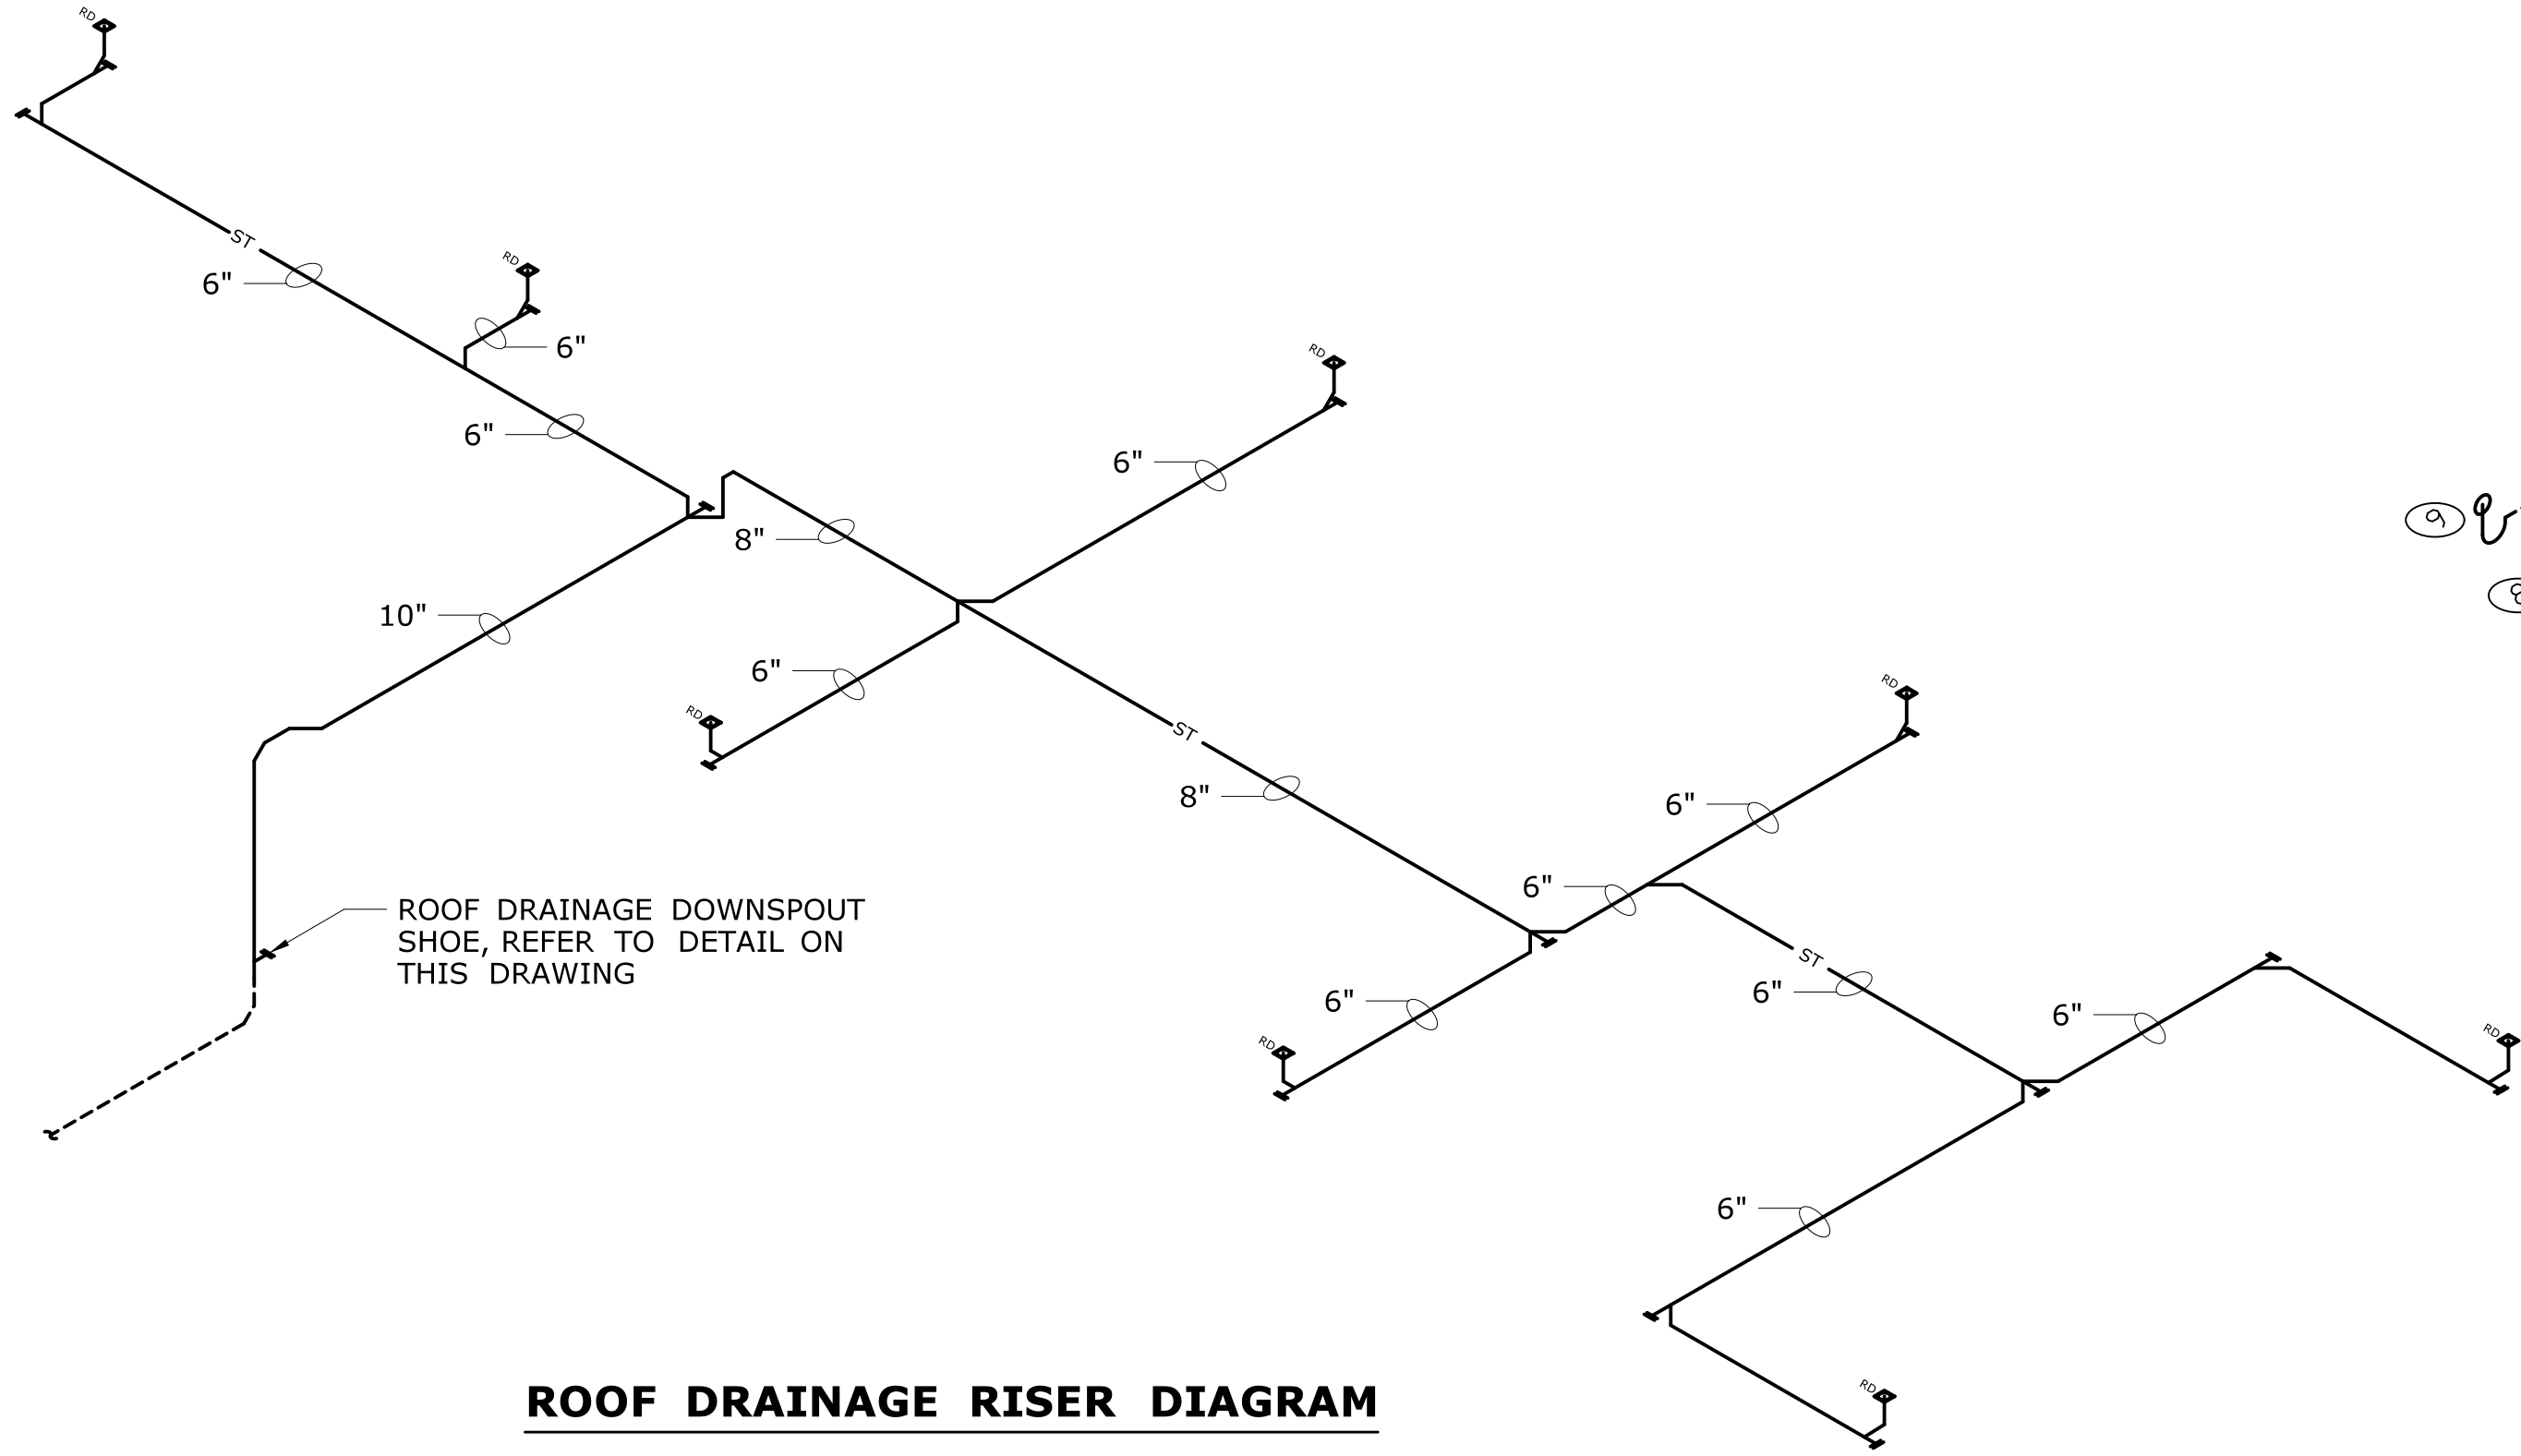 RD
ST
6"
RD
6"
6"
RD
6"
8"
10"
6"
RD
ST
8"
RD
6"
6"
ST
6"
6"
RD
6"
RD
6"
RD
ROOF DRAINAGE DOWNSPOUT
SHOE, REFER TO DETAIL ON
THIS DRAWING
9
8
ROOF DRAINAGE RISER DIAGRAM